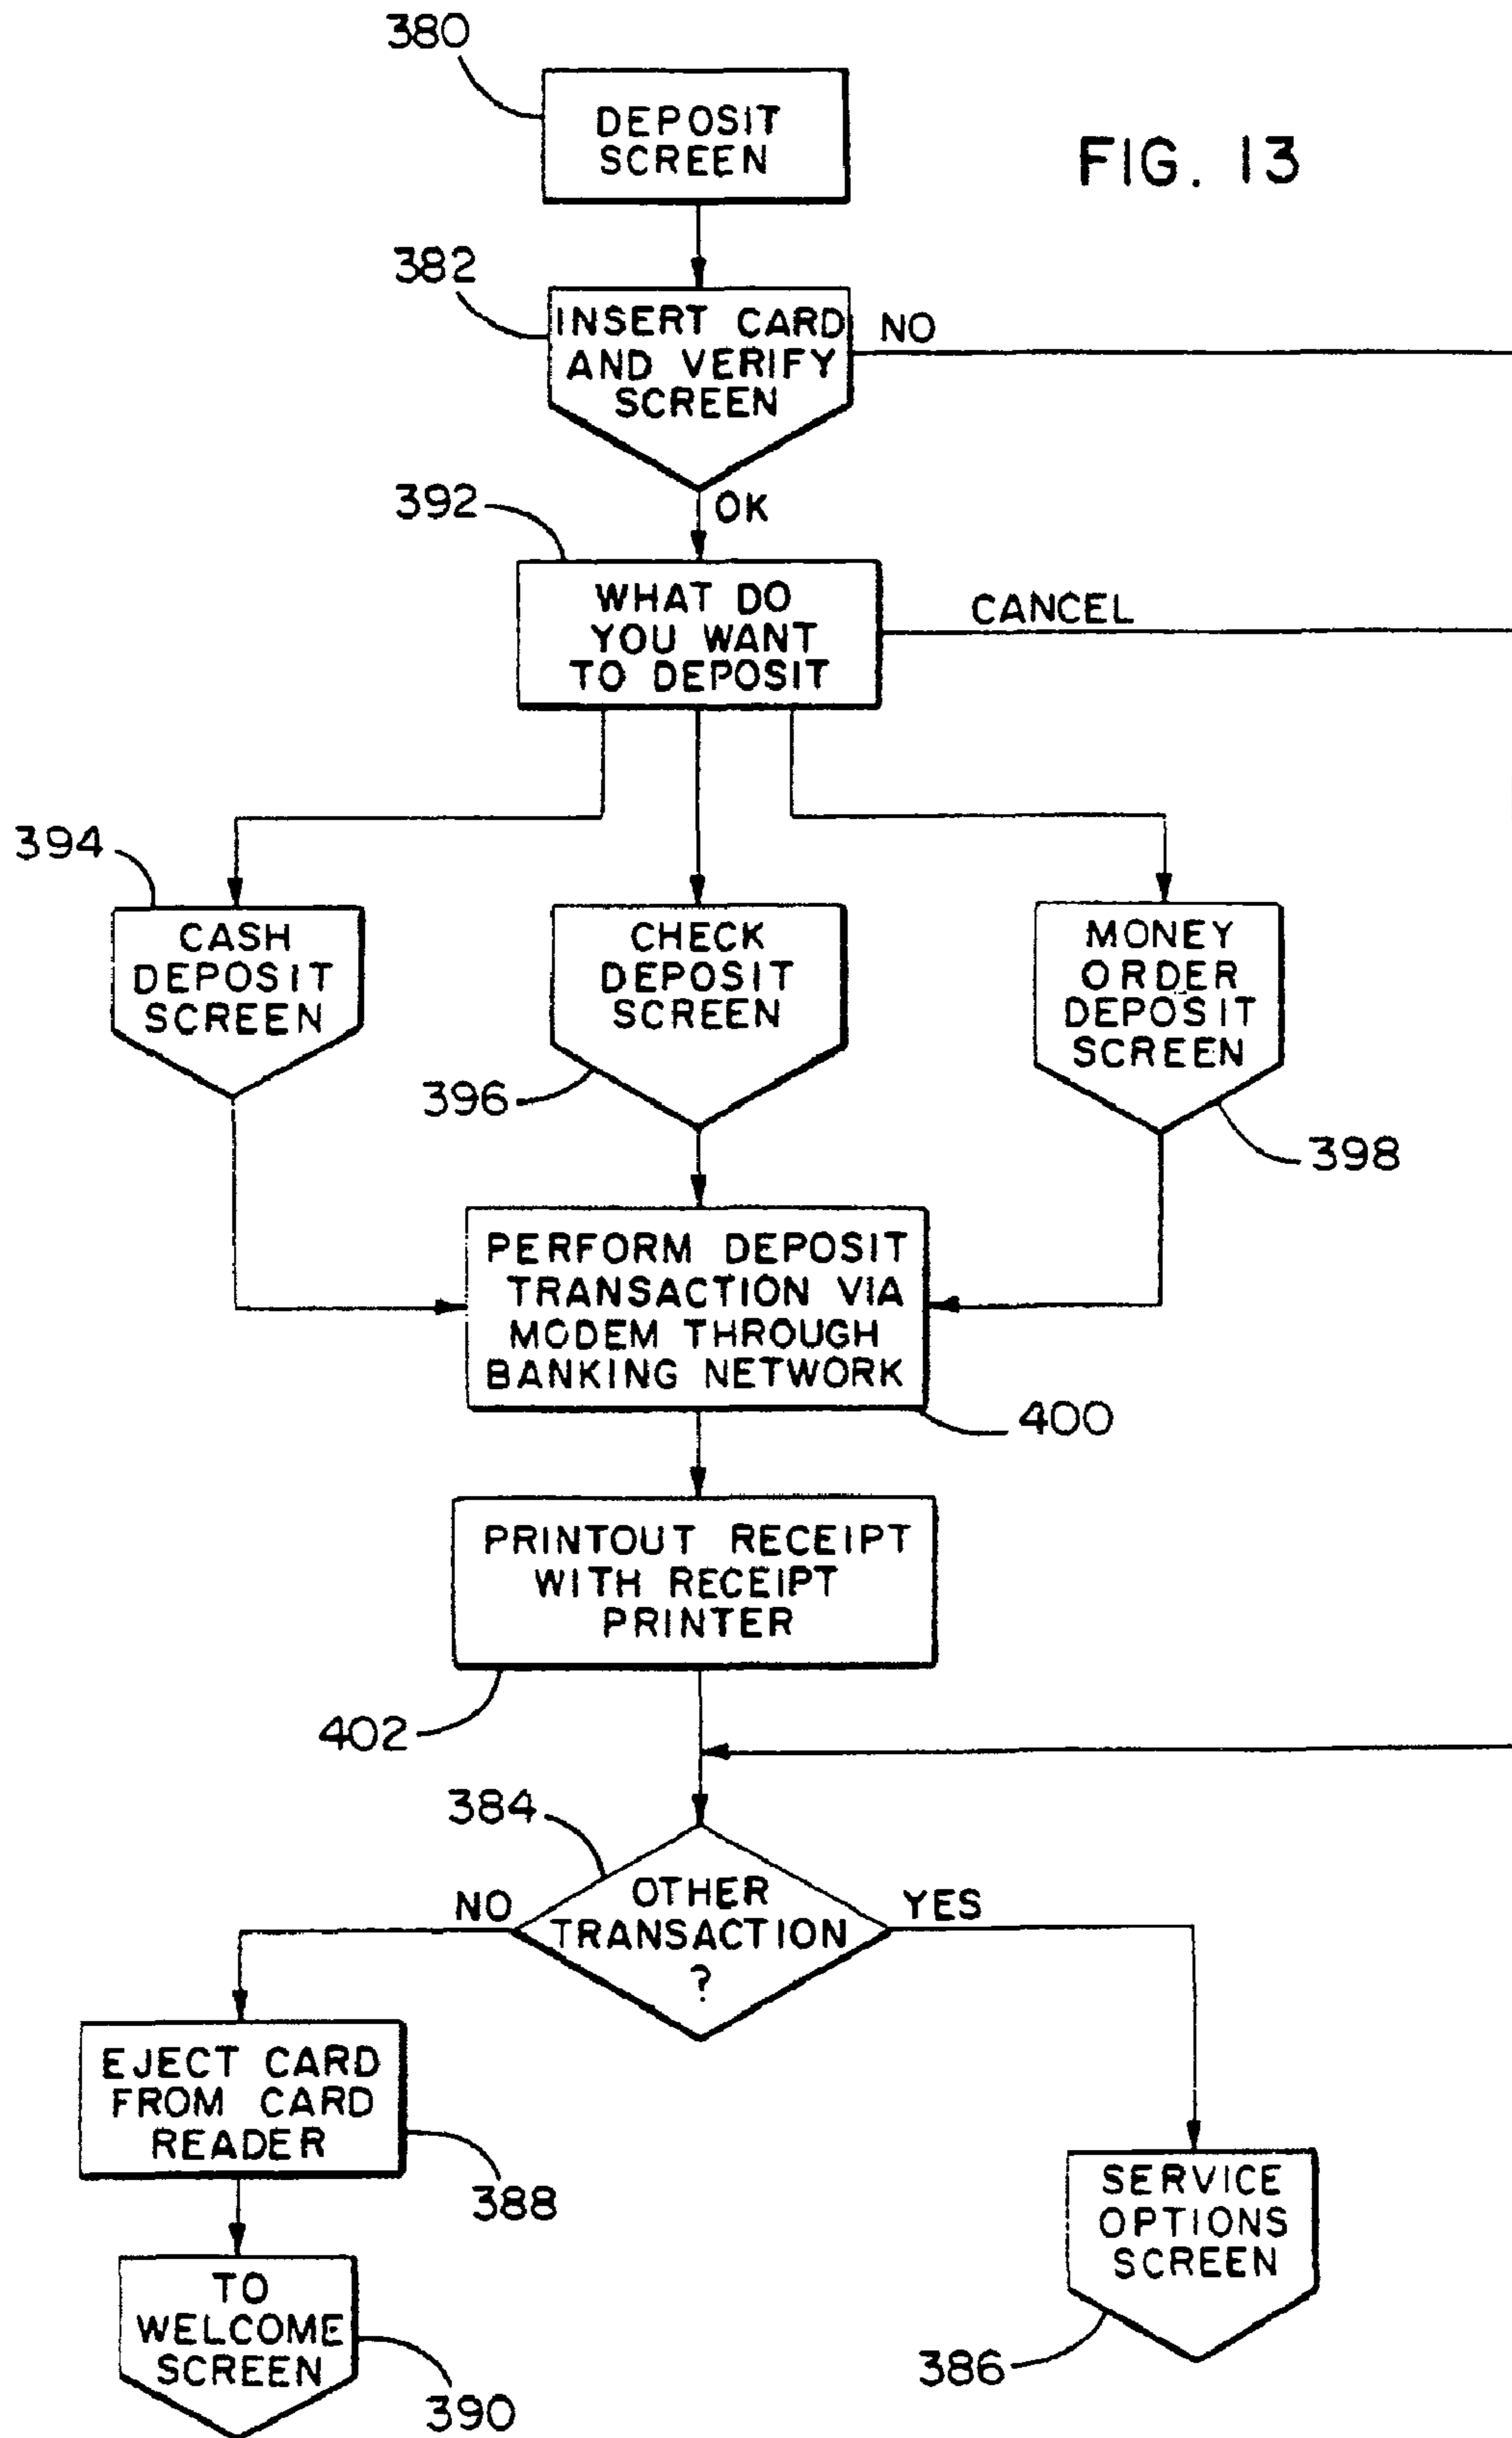 380
DEPOSIT
SCREEN
FIG. 13
382
INSERT CARD
AND VERIFY
SCREEN
NO
OK
392
WHAT DO
YOU WANT
TO DEPOSIT
CANCEL
394
CASH
DEPOSIT
SCREEN
CHECK
DEPOSIT
SCREEN
396
MONEY
ORDER
DEPOSIT
SCREEN
398
PERFORM DEPOSIT
TRANSACTION VIA
MODEM THROUGH
BANKING NETWORK
400
PRINTOUT RECEIPT
WITH RECEIPT
PRINTER
402
384
OTHER
TRANSACTION
?
NO
YES
EJECT CARD
FROM CARD
READER
388
TO
WELCOME
SCREEN
390
SERVICE
OPTIONS
SCREEN
386